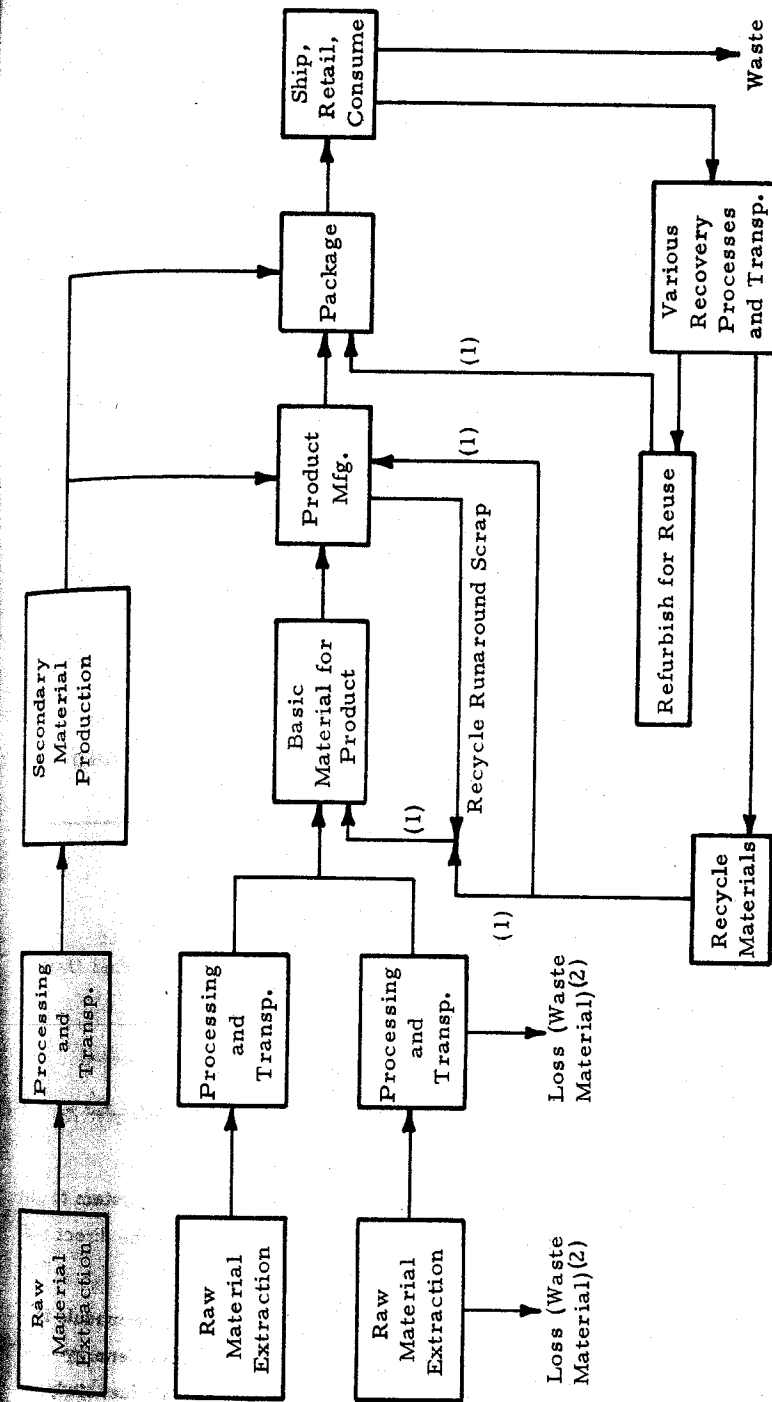 Raw
Material
Extraction
Processing
and
Transp.
Secondary
Material
Production
Raw
Material
Extraction
Processing
and
Transp.
Basic
Material for
Product
Product
Mfg.
Package
Ship,
Retail,
Consume
Raw
Material
Extraction
Processing
and
Transp.
(1)
(1)
(1)
(1)
Recycle Runaround Scrap
Loss (Waste
Material)(2)
Loss (Waste
Material)(2)
Recycle
Materials
Refurbish for Reuse
Various
Recovery
Processes
and Transp.
Waste